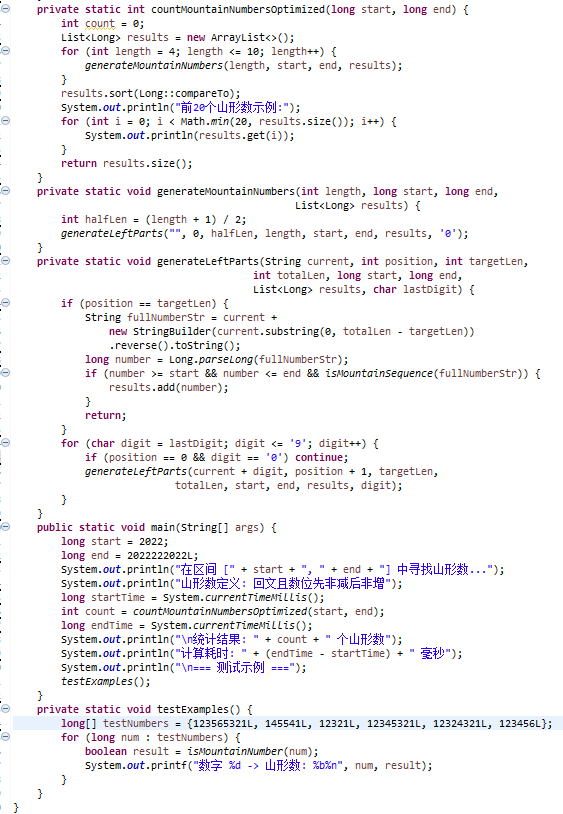 private static int countMountainNumbersOptimized(long start, long end) {
int count = 0;
List<Long> results = new ArrayList<>();
for (int length = 4; length <= 10; length++) {
generateMountainNumbers(length, start, end, results);
}
results.sort(Long::compareTo);
System.out.println("前20个山形数示例:");
for (int i = 0; i < Math.min(20, results.size()); i++) {
System.out.println(results.get(i));
}
return results.size();
}
private static void generateMountainNumbers(int length, long start, long end,
List<Long> results) {
int halfLen = (length + 1) / 2;
generateLeftParts("", 0, halfLen, length, start, end, results, '0');
}
private static void generateLeftParts(String current, int position, int targetLen,
int totalLen, long start, long end,
List<Long> results, char lastDigit) {
if (position == targetLen) {
String fullNumberStr = current +
new StringBuilder(current.substring(0, totalLen - targetLen))
.reverse().toString();
long number = Long.parseLong(fullNumberStr);
if (number >= start && number <= end && isMountainSequence(fullNumberStr)) {
results.add(number);
}
return;
}
for (char digit = lastDigit; digit <= '9'; digit++) {
if (position == 0 && digit == '0') continue;
generateLeftParts(current + digit, position + 1, targetLen,
totalLen, start, end, results, digit);
}
}
public static void main(String[] args) {
long start = 2022;
long end = 2022222022L;
System.out.println("在区间 [" + start + ", " + end + "] 中寻找山形数...");
System.out.println("山形数定义: 回文且数位先非减后非增");
long startTime = System.currentTimeMillis();
int count = countMountainNumbersOptimized(start, end);
long endTime = System.currentTimeMillis();
System.out.println("\n统计结果: " + count + " 个山形数");
System.out.println("计算耗时: " + (endTime - startTime) + " 毫秒");
System.out.println("\n=== 测试示例 ===");
testExamples();
}
private static void testExamples() {
long[] testNumbers = {123565321L, 145541L, 12321L, 12345321L, 12324321L, 123456L};
for (long num : testNumbers) {
boolean result = isMountainNumber(num);
System.out.printf("数字 %d -> 山形数: %b%n", num, result);
}
}
}